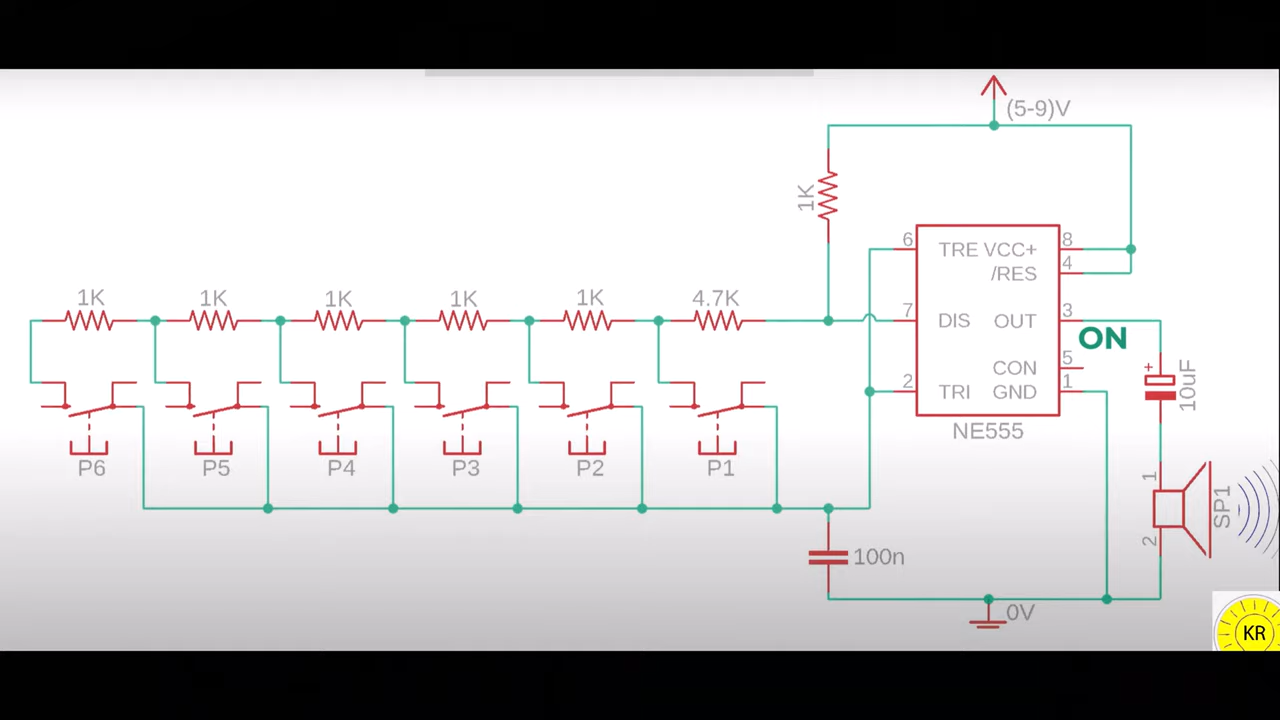 (5-9)V
1K
6 TRE VCC+ 8
/RES 4
1K 1K 1K 1K 1K 4.7K
7 DIS OUT 3
ON
CON 5
2 TRI GND 1
+
10uF
NE555
P6 P5 P4 P3 P2 P1
1
SP1
2
100n
0V
KR